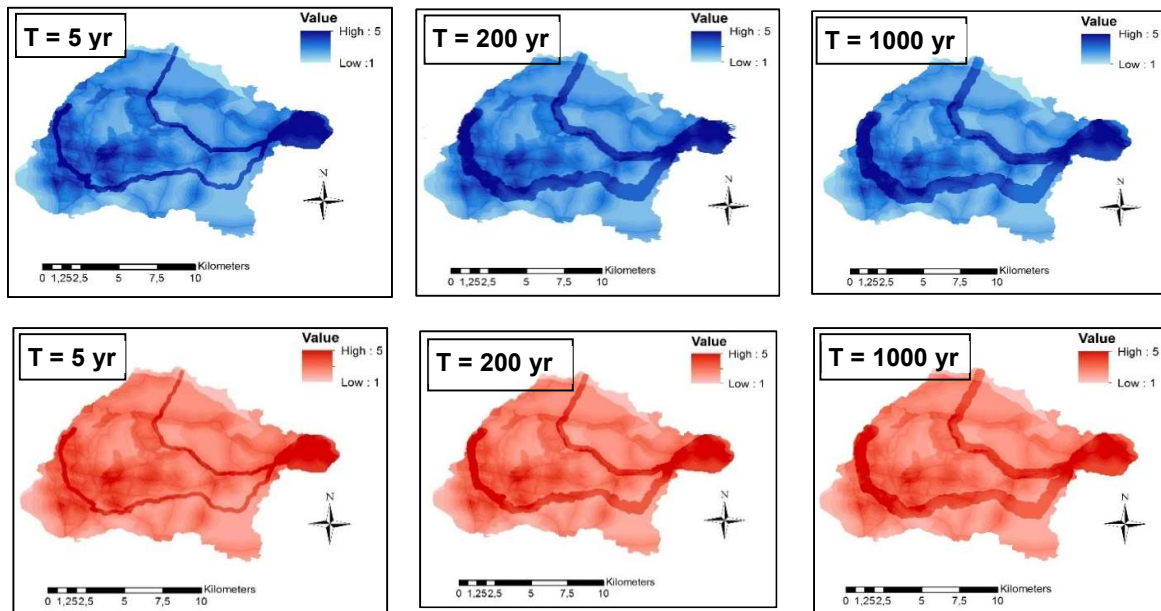 T = 5 yr
Value
High : 5
Low : 1
N
Kilometers
0 1,252,5 5 7,5 10
T = 200 yr
Value
High : 5
Low : 1
N
Kilometers
0 1,252,5 5 7,5 10
T = 1000 yr
Value
High : 5
Low : 1
N
Kilometers
0 1,252,5 5 7,5 10
T = 5 yr
Value
High : 5
Low : 1
N
Kilometers
0 1,252,5 5 7,5 10
T = 200 yr
Value
High : 5
Low : 1
N
Kilometers
0 1,252,5 5 7,5 10
T = 1000 yr
Value
High : 5
Low : 1
N
Kilometers
0 1,252,5 5 7,5 10